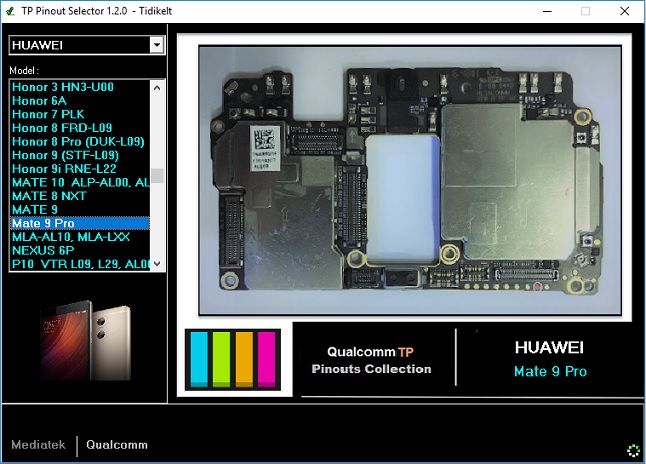 TP Pinout Selector 1.2.0 - Tidikelt
HUAWEI
Model :
Honor 3 HN3-U00
Honor 6A
Honor 7 PLK
Honor 8 FRD-L09
Honor 8 Pro (DUK-L09)
Honor 9 (STF-L09)
Honor 9i RNE-L22
MATE 10 ALP-AL00, AL
MATE 8 NXT
MATE 9
Mate 9 Pro
MLA-AL10, MLA-LXX
NEXUS 6P
P10 VTR L09, L29, AL00
Qualcomm TP
Pinouts Collection
HUAWEI
Mate 9 Pro
Mediatek
Qualcomm